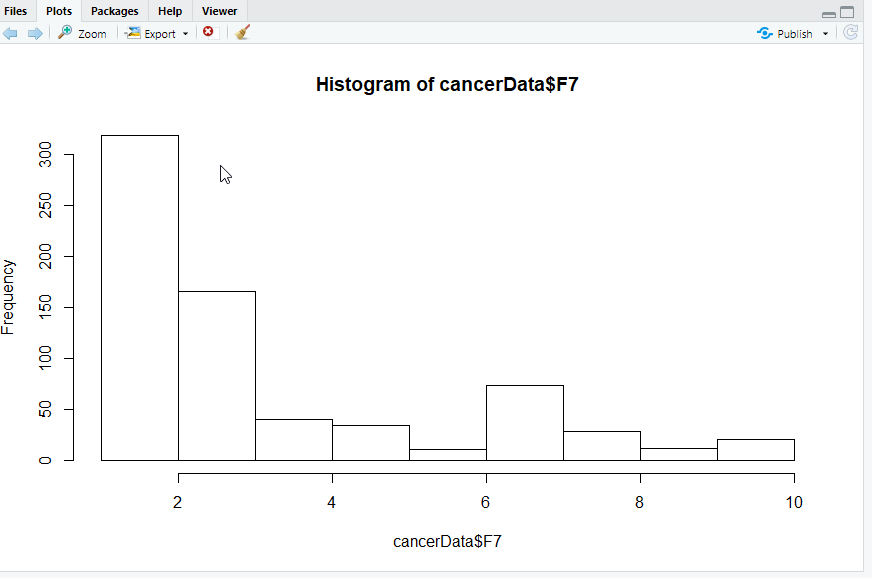 Files Plots Packages Help Viewer
Zoom Export Publish
Histogram of cancerData$F7
300
250
200
150
100
50
0
Frequency
2 4 6 8 10
cancerData$F7